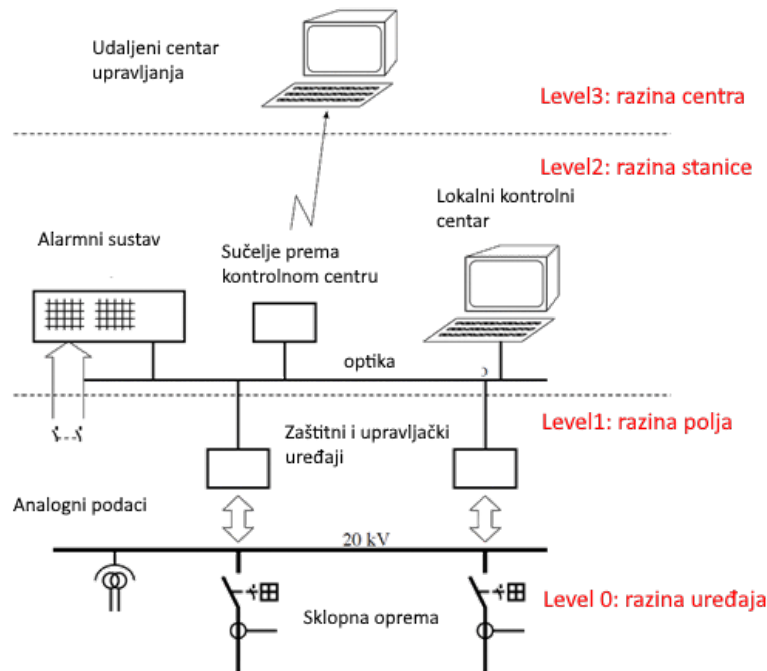 Udaljeni centar
upravljanja
Level3: razina centra
Level2: razina stanice
Lokalni kontrolni
centar
Alarmni sustav
Sučelje prema
kontrolnom centru
optika
Level1: razina polja
Zaštitni i upravljački
uređaji
Analogni podaci
20 kV
Level 0: razina uređaja
Sklopna oprema